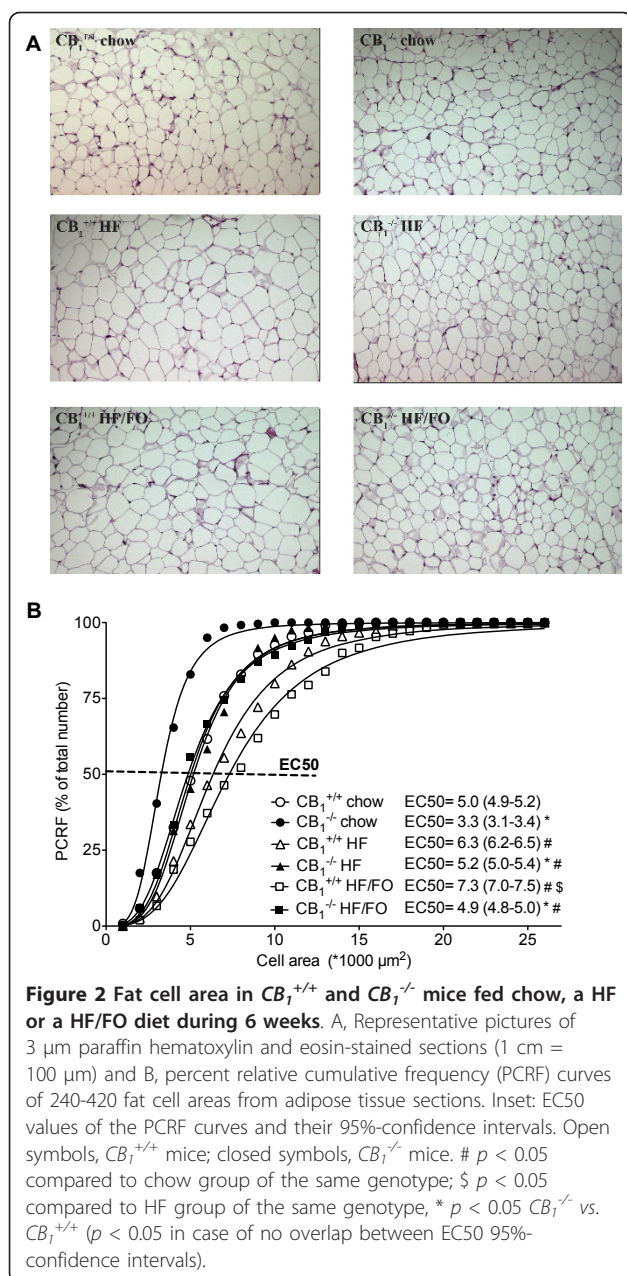 A
CB1 chow
CB1-/- chow
CB1+/+ HF
CB1-/- HF
CB1+/+ HF/FO
CB1-/- HF/FO
B
100
75
50
25
0
PCRF (% of total number)
EC50
CB1+/+ chow EC50= 5.0 (4.9-5.2)
CB1-/- chow EC50= 3.3 (3.1-3.4) *
CB1+/+ HF EC50= 6.3 (6.2-6.5) #
CB1-/- HF EC50= 5.2 (5.0-5.4) * #
CB1+/+ HF/FO EC50= 7.3 (7.0-7.5) # $
CB1-/- HF/FO EC50= 4.9 (4.8-5.0) * #
0 5 10 15 20 25
Cell area (*1000 µm²)
Figure 2 Fat cell area in CB1+/+ and CB1-/- mice fed chow, a HF
or a HF/FO diet during 6 weeks. A, Representative pictures of
3 µm paraffin hematoxylin and eosin-stained sections (1 cm =
100 µm) and B, percent relative cumulative frequency (PCRF) curves
of 240-420 fat cell areas from adipose tissue sections. Inset: EC50
values of the PCRF curves and their 95%-confidence intervals. Open
symbols, CB1+/+ mice; closed symbols, CB1-/- mice. # p < 0.05
compared to chow group of the same genotype; $ p < 0.05
compared to HF group of the same genotype, * p < 0.05 CB1-/- vs.
CB1+/+ (p < 0.05 in case of no overlap between EC50 95%-
confidence intervals).